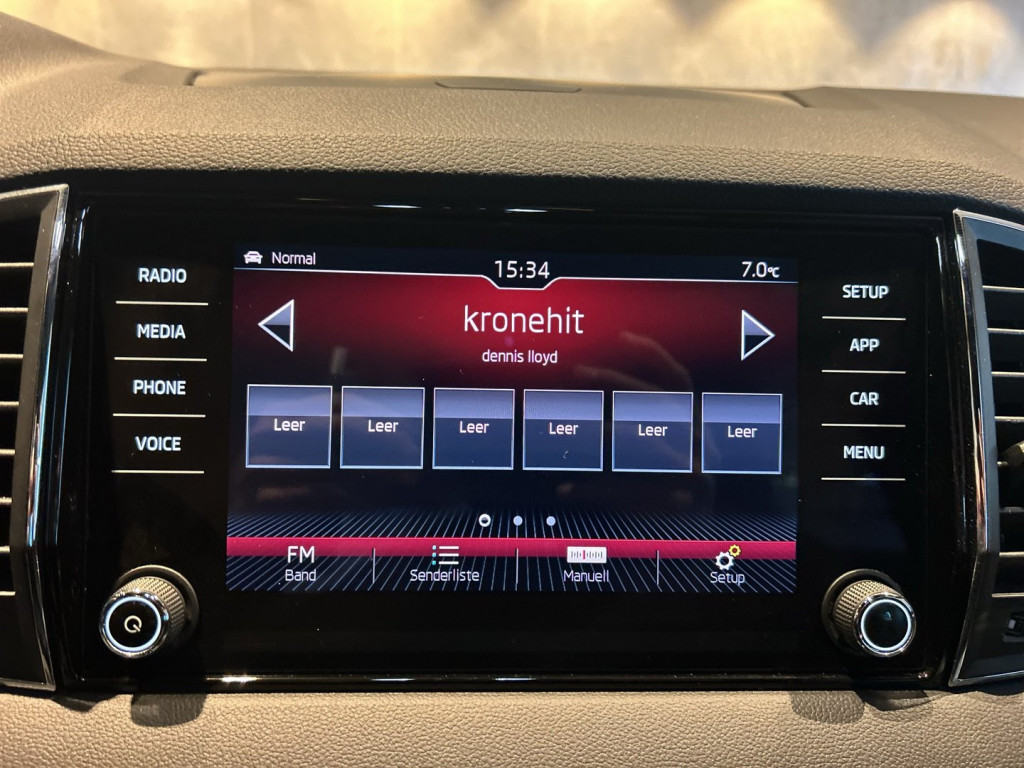 Normal
15:34
7.0°C
RADIO
MEDIA
PHONE
VOICE
kronehit
dennis lloyd
Leer Leer Leer Leer Leer Leer
FM
Band
Senderliste
Manuell
Setup
SETUP
APP
CAR
MENU